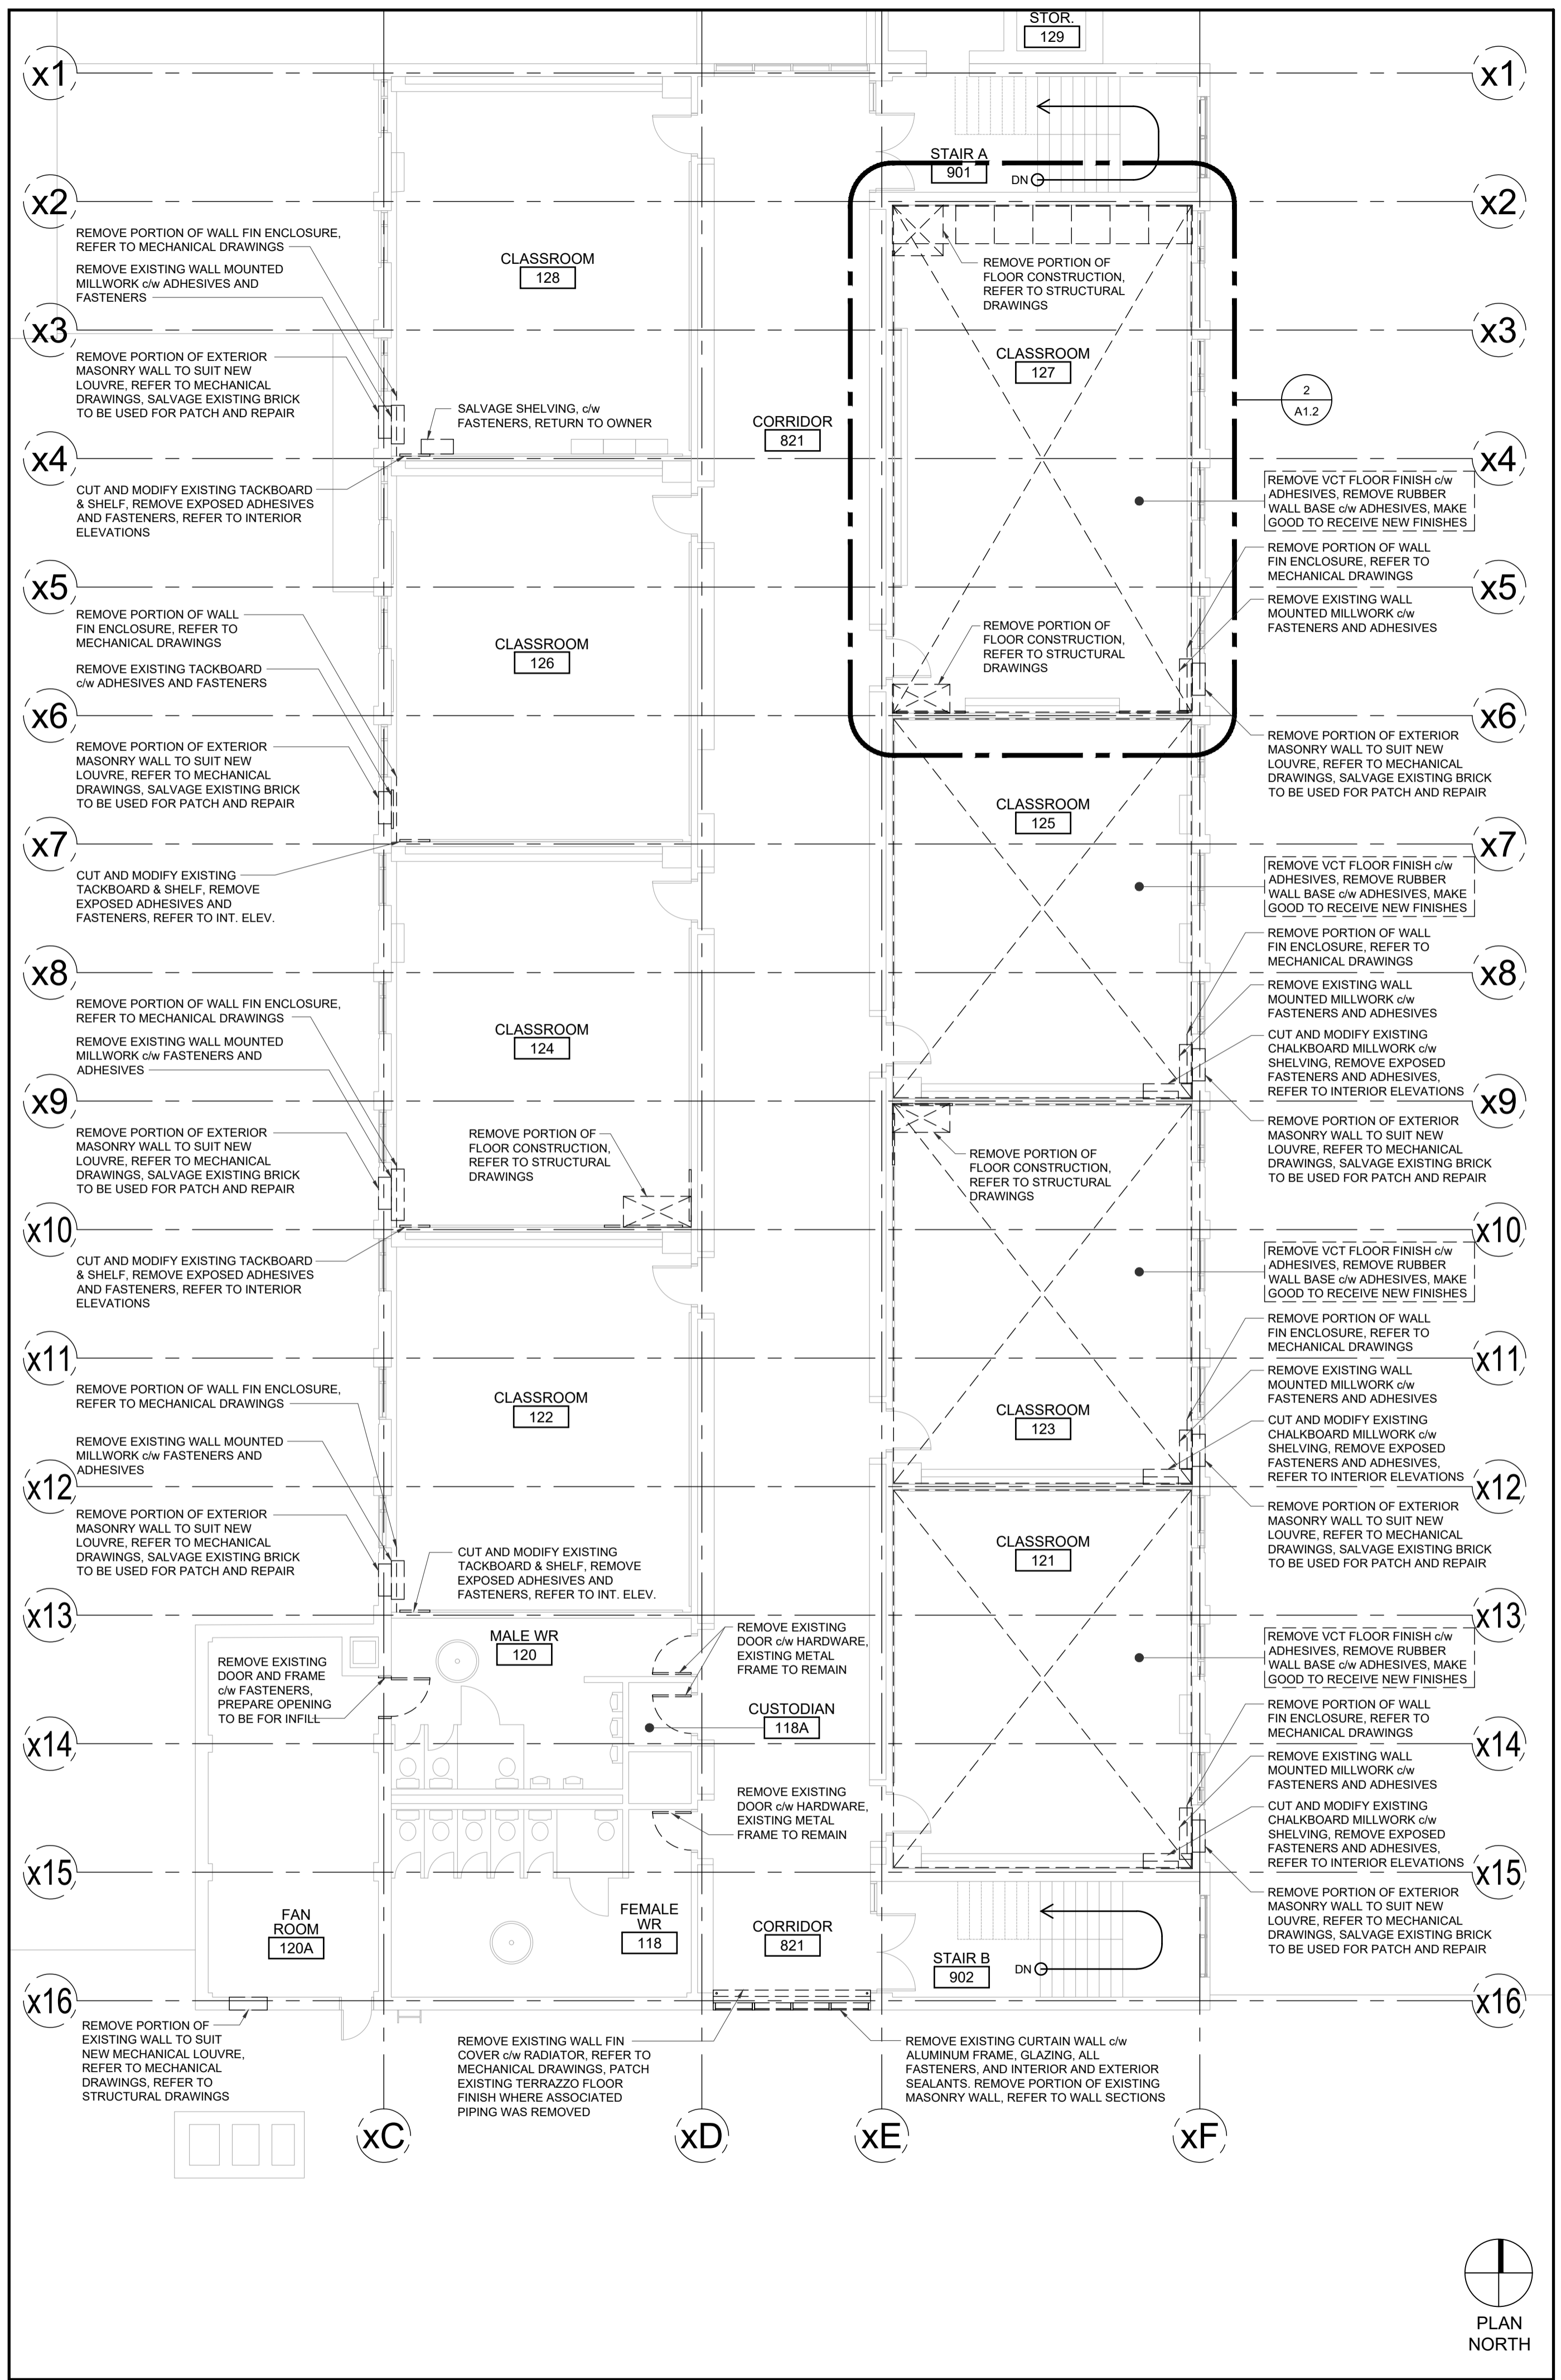 STOR.
129
x1
x1
STAIR A
901
DN
x2
x2
REMOVE PORTION OF WALL FIN ENCLOSURE,
REFER TO MECHANICAL DRAWINGS
REMOVE EXISTING WALL MOUNTED
MILLWORK c/w ADHESIVES AND
FASTENERS
CLASSROOM
128
REMOVE PORTION OF
FLOOR CONSTRUCTION,
REFER TO STRUCTURAL
DRAWINGS
x3
x3
REMOVE PORTION OF EXTERIOR
MASONRY WALL TO SUIT NEW
LOUVRE, REFER TO MECHANICAL
DRAWINGS, SALVAGE EXISTING BRICK
TO BE USED FOR PATCH AND REPAIR
SALVAGE SHELVING, c/w
FASTENERS, RETURN TO OWNER
CORRIDOR
821
CLASSROOM
127
2
A1.2
x4
x4
CUT AND MODIFY EXISTING TACKBOARD
& SHELF, REMOVE EXPOSED ADHESIVES
AND FASTENERS, REFER TO INTERIOR
ELEVATIONS
REMOVE VCT FLOOR FINISH c/w
ADHESIVES, REMOVE RUBBER
WALL BASE c/w ADHESIVES, MAKE
GOOD TO RECEIVE NEW FINISHES
REMOVE PORTION OF WALL
FIN ENCLOSURE, REFER TO
MECHANICAL DRAWINGS
x5
x5
REMOVE EXISTING WALL
MOUNTED MILLWORK c/w
FASTENERS AND ADHESIVES
REMOVE PORTION OF WALL
FIN ENCLOSURE, REFER TO
MECHANICAL DRAWINGS
REMOVE EXISTING TACKBOARD
c/w ADHESIVES AND FASTENERS
CLASSROOM
126
REMOVE PORTION OF
FLOOR CONSTRUCTION,
REFER TO STRUCTURAL
DRAWINGS
x6
x6
REMOVE PORTION OF EXTERIOR
MASONRY WALL TO SUIT NEW
LOUVRE, REFER TO MECHANICAL
DRAWINGS, SALVAGE EXISTING BRICK
TO BE USED FOR PATCH AND REPAIR
REMOVE PORTION OF EXTERIOR
MASONRY WALL TO SUIT NEW
LOUVRE, REFER TO MECHANICAL
DRAWINGS, SALVAGE EXISTING BRICK
TO BE USED FOR PATCH AND REPAIR
CLASSROOM
125
x7
x7
CUT AND MODIFY EXISTING
TACKBOARD & SHELF, REMOVE
EXPOSED ADHESIVES AND
FASTENERS, REFER TO INT. ELEV.
REMOVE VCT FLOOR FINISH c/w
ADHESIVES, REMOVE RUBBER
WALL BASE c/w ADHESIVES, MAKE
GOOD TO RECEIVE NEW FINISHES
REMOVE PORTION OF WALL
FIN ENCLOSURE, REFER TO
MECHANICAL DRAWINGS
x8
x8
REMOVE EXISTING WALL
MOUNTED MILLWORK c/w
FASTENERS AND ADHESIVES
REMOVE PORTION OF WALL FIN ENCLOSURE,
REFER TO MECHANICAL DRAWINGS
REMOVE EXISTING WALL MOUNTED
MILLWORK c/w FASTENERS AND
ADHESIVES
CLASSROOM
124
CUT AND MODIFY EXISTING
CHALKBOARD MILLWORK c/w
SHELVING, REMOVE EXPOSED
FASTENERS AND ADHESIVES,
REFER TO INTERIOR ELEVATIONS
x9
x9
REMOVE PORTION OF EXTERIOR
MASONRY WALL TO SUIT NEW
LOUVRE, REFER TO MECHANICAL
DRAWINGS, SALVAGE EXISTING BRICK
TO BE USED FOR PATCH AND REPAIR
REMOVE PORTION OF
FLOOR CONSTRUCTION,
REFER TO STRUCTURAL
DRAWINGS
REMOVE PORTION OF
FLOOR CONSTRUCTION,
REFER TO STRUCTURAL
DRAWINGS
REMOVE PORTION OF EXTERIOR
MASONRY WALL TO SUIT NEW
LOUVRE, REFER TO MECHANICAL
DRAWINGS, SALVAGE EXISTING BRICK
TO BE USED FOR PATCH AND REPAIR
x10
x10
CUT AND MODIFY EXISTING TACKBOARD
& SHELF, REMOVE EXPOSED ADHESIVES
AND FASTENERS, REFER TO INTERIOR
ELEVATIONS
REMOVE VCT FLOOR FINISH c/w
ADHESIVES, REMOVE RUBBER
WALL BASE c/w ADHESIVES, MAKE
GOOD TO RECEIVE NEW FINISHES
REMOVE PORTION OF WALL
FIN ENCLOSURE, REFER TO
MECHANICAL DRAWINGS
x11
x11
REMOVE EXISTING WALL
MOUNTED MILLWORK c/w
FASTENERS AND ADHESIVES
REMOVE PORTION OF WALL FIN ENCLOSURE,
REFER TO MECHANICAL DRAWINGS
CLASSROOM
122
CLASSROOM
123
REMOVE EXISTING WALL MOUNTED
MILLWORK c/w FASTENERS AND
ADHESIVES
CUT AND MODIFY EXISTING
CHALKBOARD MILLWORK c/w
SHELVING, REMOVE EXPOSED
FASTENERS AND ADHESIVES,
REFER TO INTERIOR ELEVATIONS
x12
x12
REMOVE PORTION OF EXTERIOR
MASONRY WALL TO SUIT NEW
LOUVRE, REFER TO MECHANICAL
DRAWINGS, SALVAGE EXISTING BRICK
TO BE USED FOR PATCH AND REPAIR
CUT AND MODIFY EXISTING
TACKBOARD & SHELF, REMOVE
EXPOSED ADHESIVES AND
FASTENERS, REFER TO INT. ELEV.
CLASSROOM
121
REMOVE PORTION OF EXTERIOR
MASONRY WALL TO SUIT NEW
LOUVRE, REFER TO MECHANICAL
DRAWINGS, SALVAGE EXISTING BRICK
TO BE USED FOR PATCH AND REPAIR
x13
x13
MALE WR
120
REMOVE EXISTING
DOOR AND FRAME
c/w FASTENERS,
PREPARE OPENING
TO BE FOR INFILL
REMOVE EXISTING
DOOR c/w HARDWARE,
EXISTING METAL
FRAME TO REMAIN
REMOVE VCT FLOOR FINISH c/w
ADHESIVES, REMOVE RUBBER
WALL BASE c/w ADHESIVES, MAKE
GOOD TO RECEIVE NEW FINISHES
CUSTODIAN
118A
REMOVE PORTION OF WALL
FIN ENCLOSURE, REFER TO
MECHANICAL DRAWINGS
x14
x14
REMOVE EXISTING WALL
MOUNTED MILLWORK c/w
FASTENERS AND ADHESIVES
REMOVE EXISTING
DOOR c/w HARDWARE,
EXISTING METAL
FRAME TO REMAIN
CUT AND MODIFY EXISTING
CHALKBOARD MILLWORK c/w
SHELVING, REMOVE EXPOSED
FASTENERS AND ADHESIVES,
REFER TO INTERIOR ELEVATIONS
x15
x15
FAN
ROOM
120A
FEMALE
WR
118
CORRIDOR
821
STAIR B
902
DN
REMOVE PORTION OF EXTERIOR
MASONRY WALL TO SUIT NEW
LOUVRE, REFER TO MECHANICAL
DRAWINGS, SALVAGE EXISTING BRICK
TO BE USED FOR PATCH AND REPAIR
x16
x16
REMOVE PORTION OF
EXISTING WALL TO SUIT
NEW MECHANICAL LOUVRE,
REFER TO MECHANICAL
DRAWINGS, REFER TO
STRUCTURAL DRAWINGS
REMOVE EXISTING WALL FIN
COVER c/w RADIATOR, REFER TO
MECHANICAL DRAWINGS, PATCH
EXISTING TERRAZZO FLOOR
FINISH WHERE ASSOCIATED
PIPING WAS REMOVED
REMOVE EXISTING CURTAIN WALL c/w
ALUMINUM FRAME, GLAZING, ALL
FASTENERS, AND INTERIOR AND EXTERIOR
SEALANTS. REMOVE PORTION OF EXISTING
MASONRY WALL, REFER TO WALL SECTIONS
xC
xD
xE
xF
PLAN
NORTH